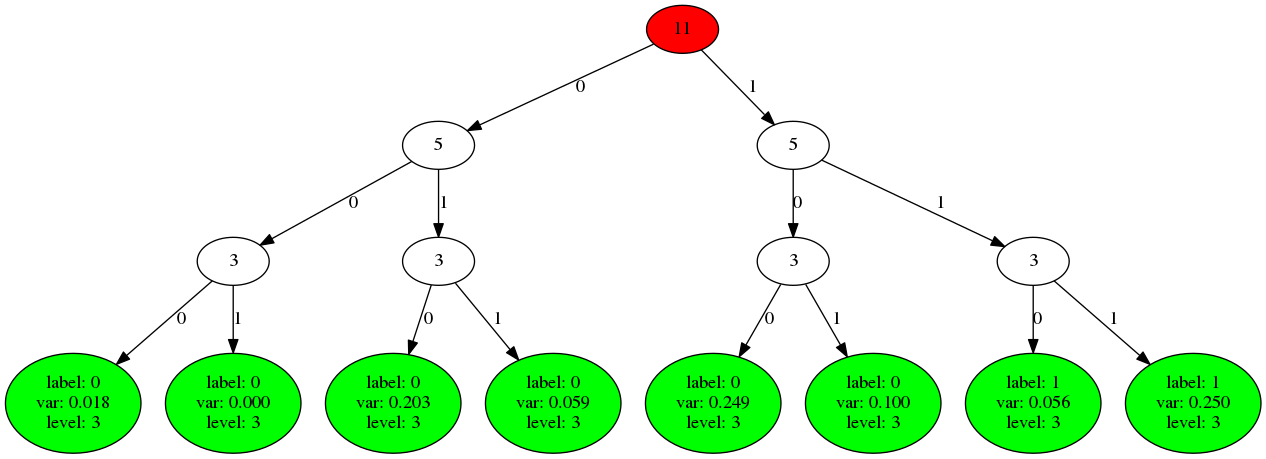 11
0
1
5
5
0
1
0
1
3
3
3
3
0
1
0
1
0
1
0
1
label: 0
var: 0.018
level: 3
label: 0
var: 0.000
level: 3
label: 0
var: 0.203
level: 3
label: 0
var: 0.059
level: 3
label: 0
var: 0.249
level: 3
label: 0
var: 0.100
level: 3
label: 1
var: 0.056
level: 3
label: 1
var: 0.250
level: 3